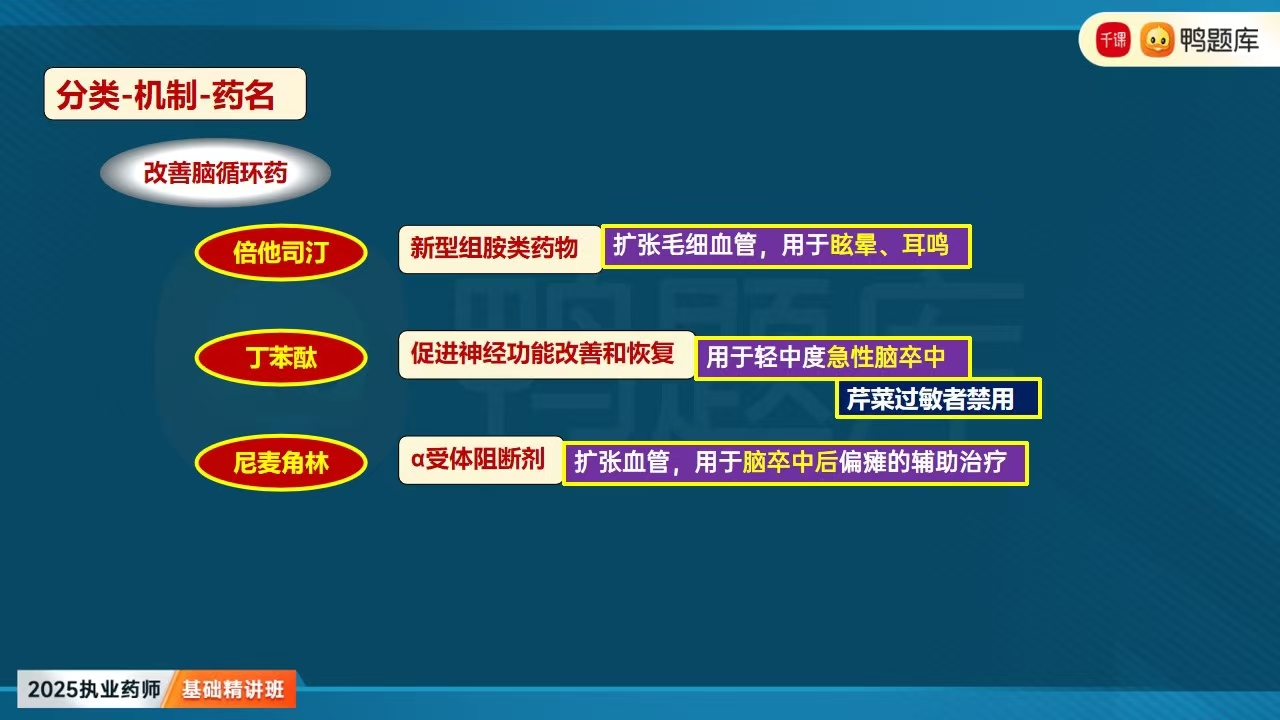 千课 鸭题库
分类-机制-药名
改善脑循环药
倍他司汀 新型组胺类药物 扩张毛细血管，用于眩晕、耳鸣
鸭题库
丁苯酞 促进神经功能改善和恢复 用于轻中度急性脑卒中
芹菜过敏者禁用
尼麦角林 α受体阻断剂 扩张血管，用于脑卒中后偏瘫的辅助治疗
2025执业药师 基础精讲班